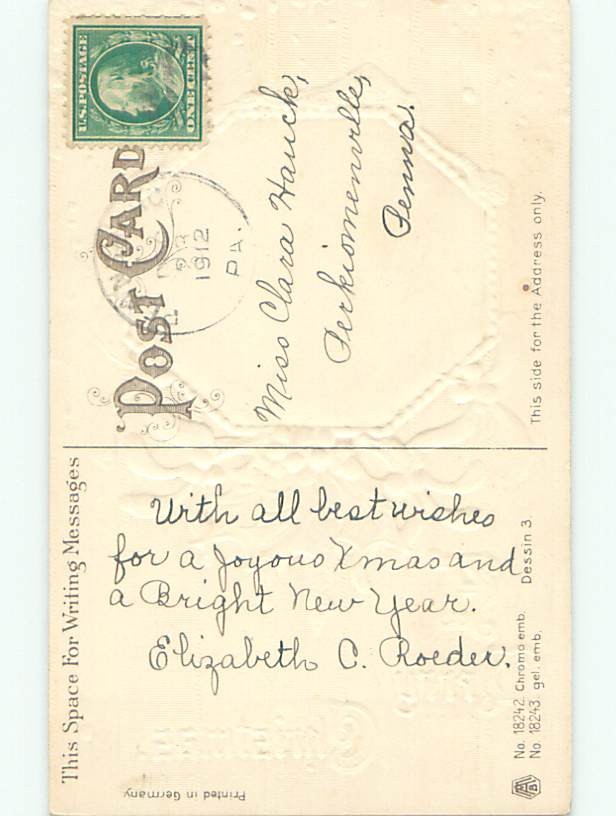 U.S. POSTAGE
ONE CENT
POST CARD
1912
PA.
Miss Clara Hauck,
Perkiomenville,
Penna.
This side for the Address only.
This Space For Writing Messages
With all best wishes
for a Joyous Xmas and
a Bright New Year.
Elizabeth C. Roeder.
No. 18242. Chromo emb.
No. 18243. gel. emb.
Dessin 3.
Printed in Germany